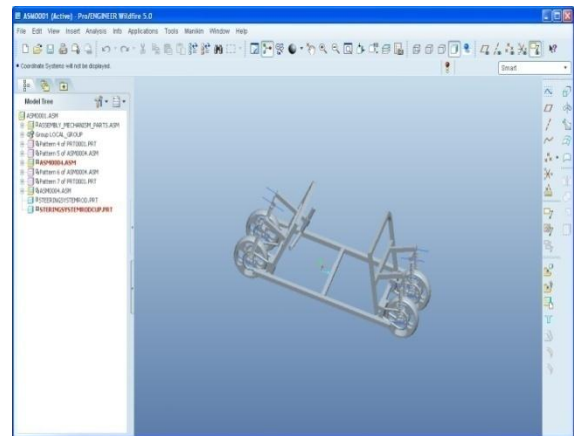 ASM0001 (Active) - Pro/ENGINEER Wildfire 5.0
File Edit View Insert Analysis Info Applications Tools Manikin Window Help
• Coordinate Systems will not be displayed.
Smart
Model Tree
ASM0001.ASM
ASSEMBLY_MECHANISM_PARTS.ASM
Group LOCAL_GROUP
Pattern 4 of PRT0001.PRT
Pattern 5 of ASM0004.ASM
ASM0004.ASM
Pattern 6 of ASM0004.ASM
Pattern 7 of PRT0001.PRT
ASM0004.ASM
STEERINGSYSTEMROD.PRT
STERINGSYSTEMRODCUP.PRT